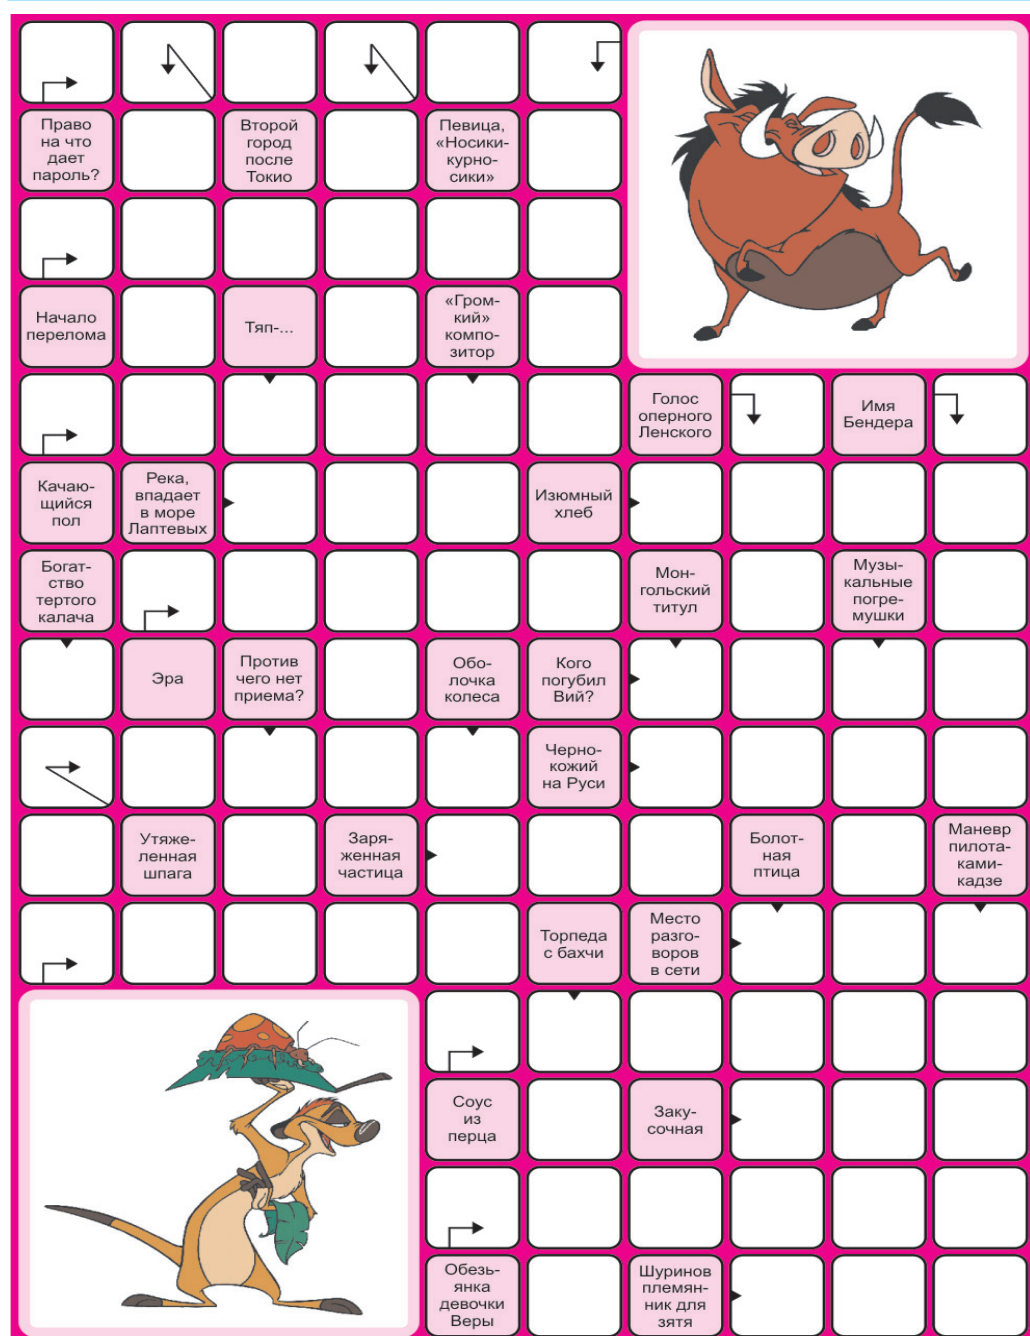 Право
на что
дает
пароль?
Второй
город
после
Токио
Певица,
«Носики-
курно-
сики»
Начало
перелома
Тяп-...
«Гром-
кий»
компо-
зитор
Голос
оперного
Ленского
Имя
Бендера
Качаю-
щийся
пол
Река,
впадает
в море
Лаптевых
Изюмный
хлеб
Богат-
ство
тертого
калача
Мон-
гольский
титул
Музы-
кальные
погре-
мушки
Эра
Против
чего нет
приема?
Обо-
лочка
колеса
Кого
погубил
Вий?
Черно-
кожий
на Руси
Утяже-
ленная
шпага
Заря-
женная
частица
Болот-
ная
птица
Маневр
пилота-
ками-
кадзе
Торпеда
с бахчи
Место
разго-
воров
в сети
Соус
из
перца
Заку-
сочная
Обезь-
янка
девочки
Веры
Шуринов
племян-
ник для
зятя